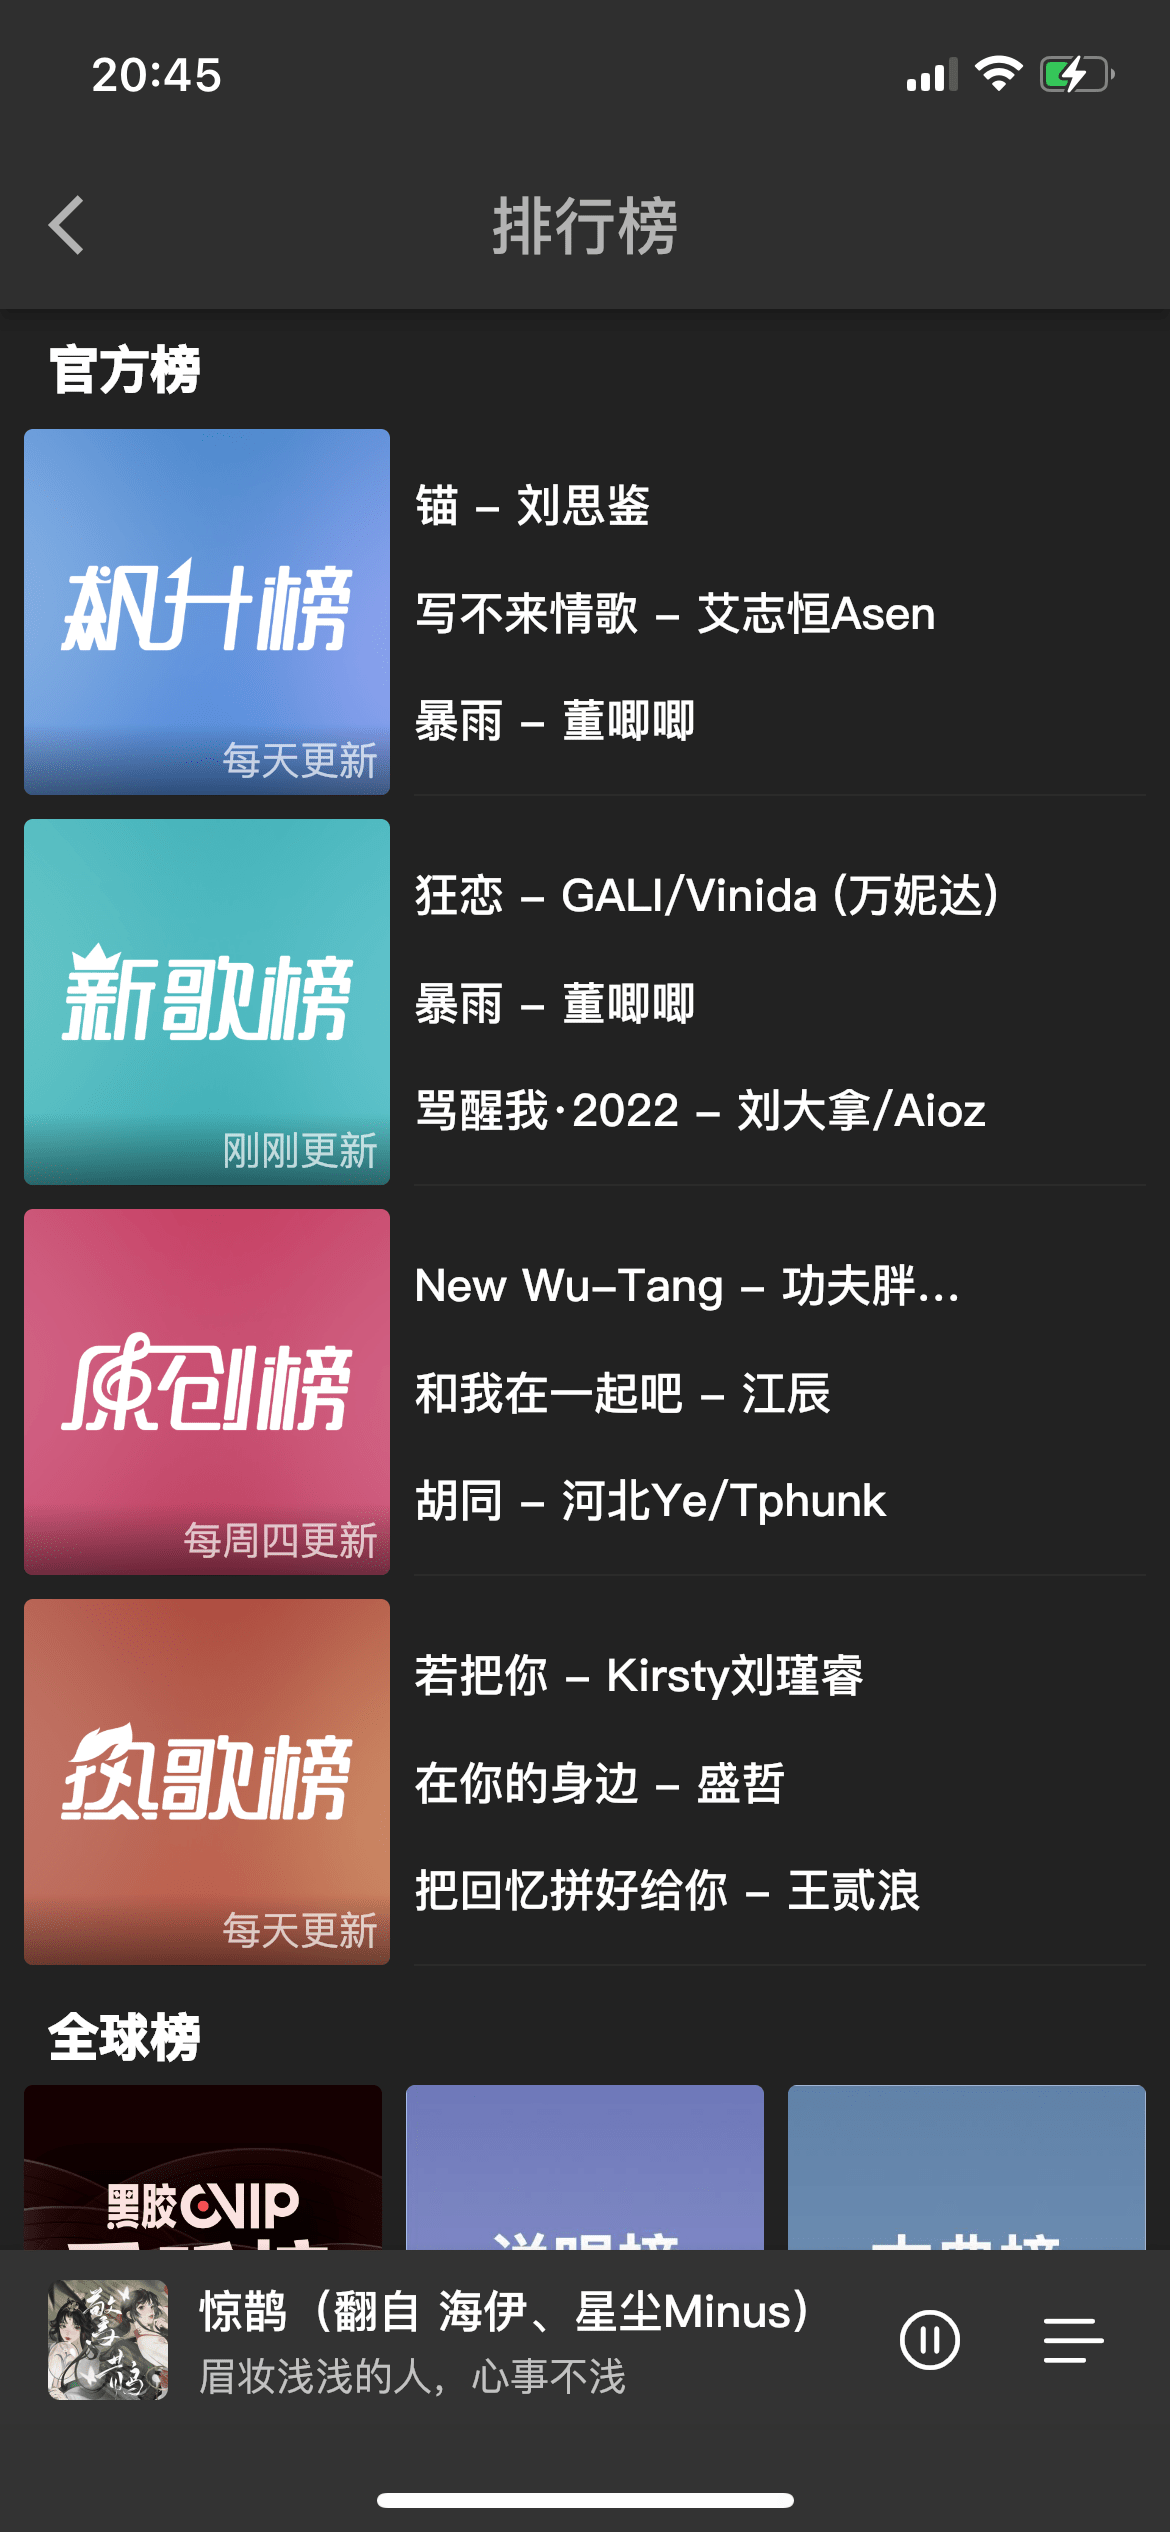 20:45
排行榜
官方榜
飙升榜
每天更新
锚 – 刘思鉴
写不来情歌 – 艾志恒Asen
暴雨 – 董唧唧
新歌榜
刚刚更新
狂恋 – GALI/Vinida (万妮达)
暴雨 – 董唧唧
骂醒我·2022 – 刘大拿/Aioz
原创榜
每周四更新
New Wu-Tang – 功夫胖...
和我在一起吧 – 江辰
胡同 – 河北Ye/Tphunk
热歌榜
每天更新
若把你 – Kirsty刘瑾睿
在你的身边 – 盛哲
把回忆拼好给你 – 王贰浪
全球榜
黑胶VIP
惊鹊
惊鹊（翻自 海伊、星尘Minus）
眉妆浅浅的人，心事不浅